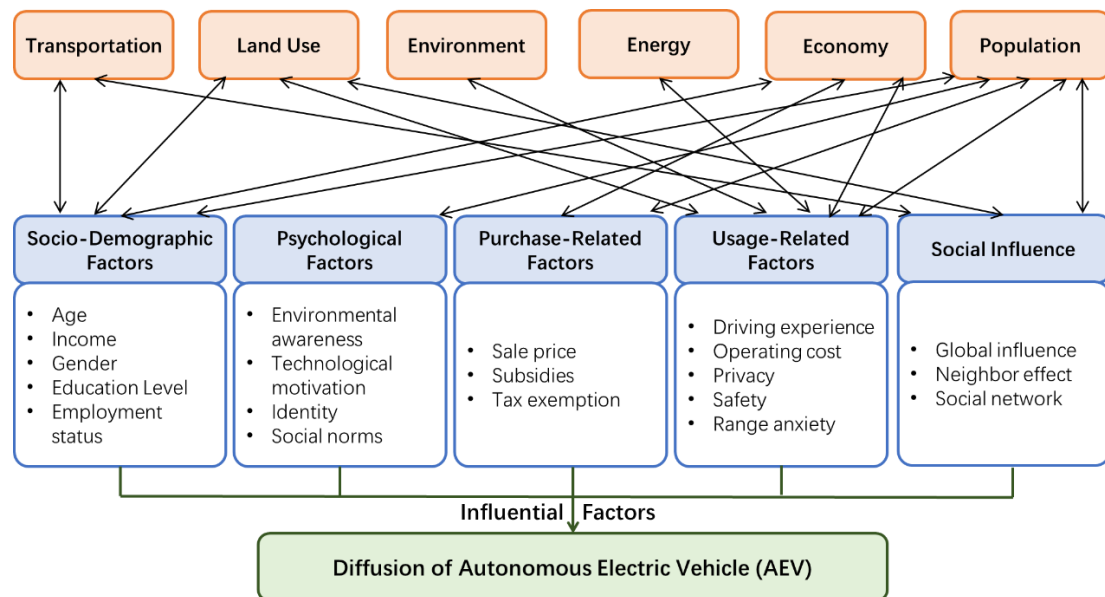 Transportation
Land Use
Environment
Energy
Economy
Population
Socio-Demographic
Factors
• Age
• Income
• Gender
• Education Level
• Employment
status
Psychological
Factors
• Environmental
awareness
• Technological
motivation
• Identity
• Social norms
Purchase-Related
Factors
• Sale price
• Subsidies
• Tax exemption
Usage-Related
Factors
• Driving experience
• Operating cost
• Privacy
• Safety
• Range anxiety
Social Influence
• Global influence
• Neighbor effect
• Social network
Influential Factors
Diffusion of Autonomous Electric Vehicle (AEV)